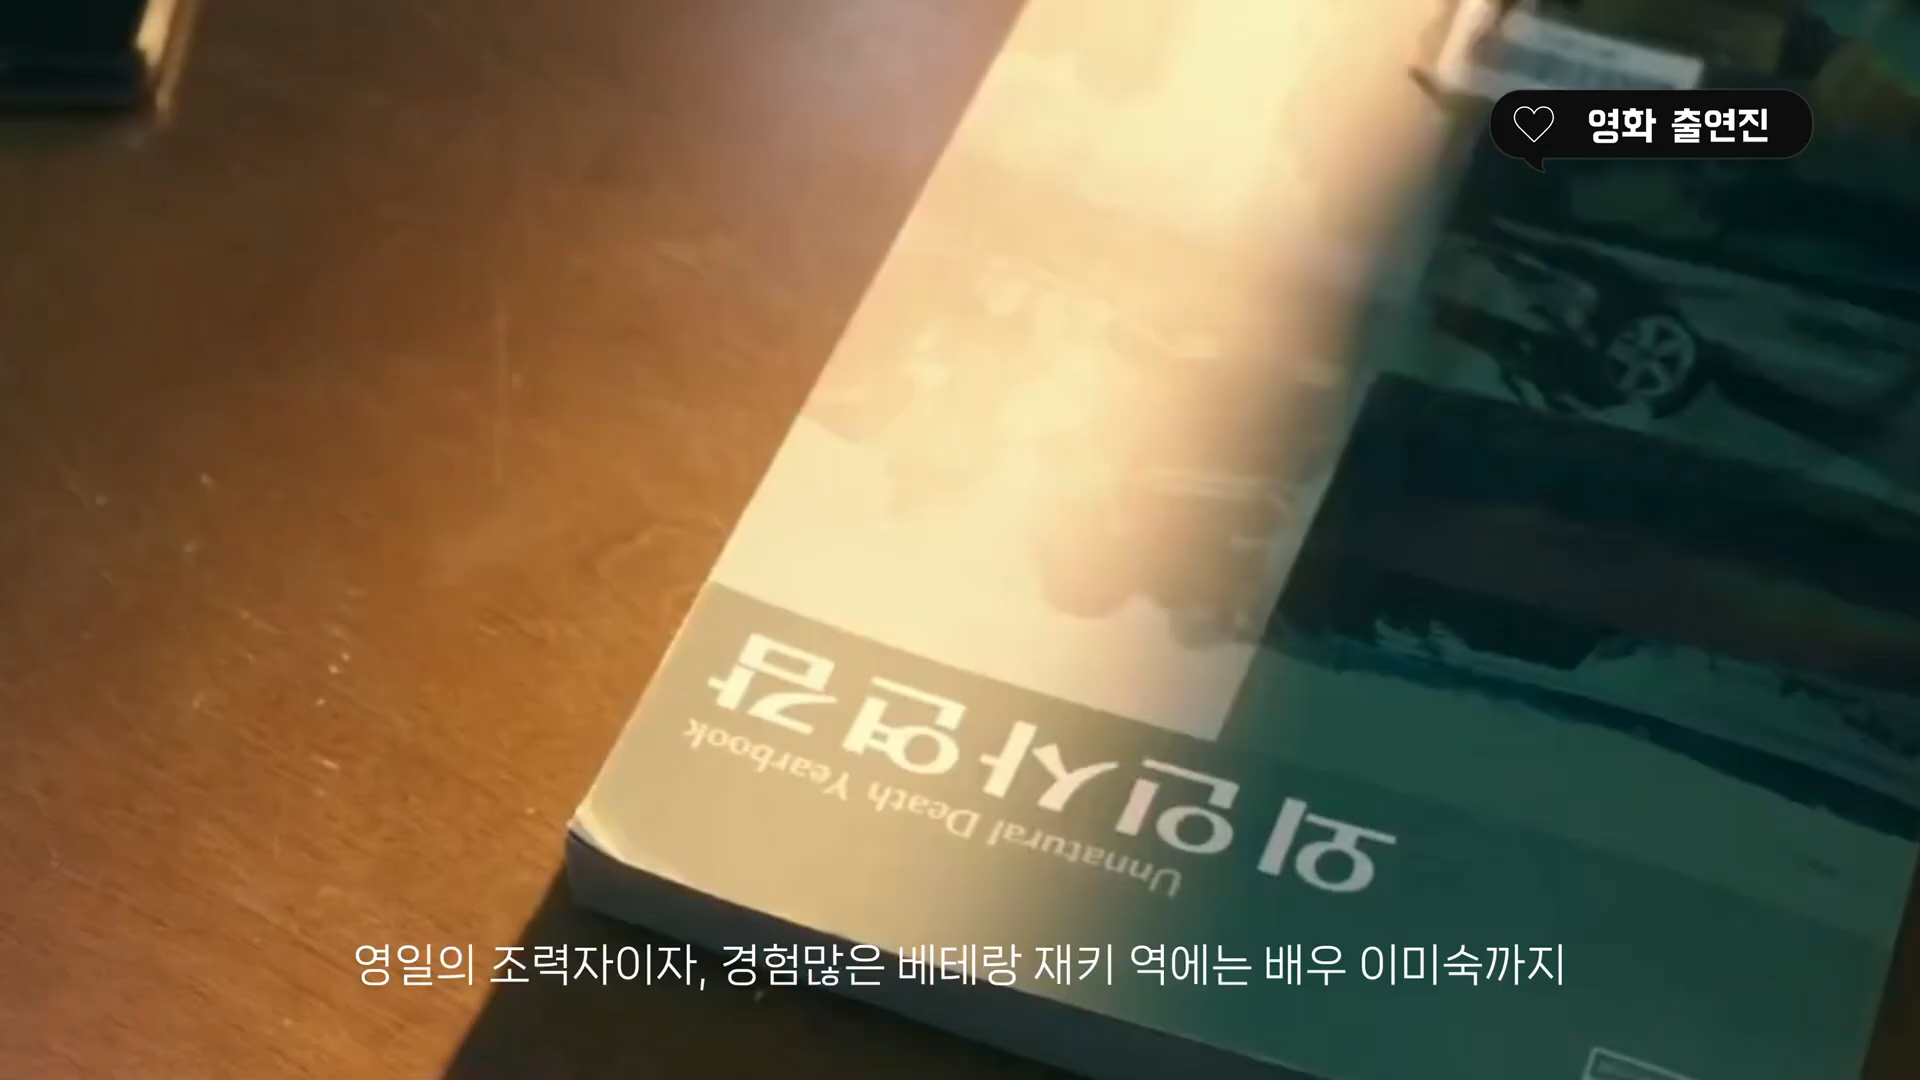 영화 출연진
외인사연감
Unnatural Death Yearbook
영일의 조력자이자, 경험많은 베테랑 재키 역에는 배우 이미숙까지